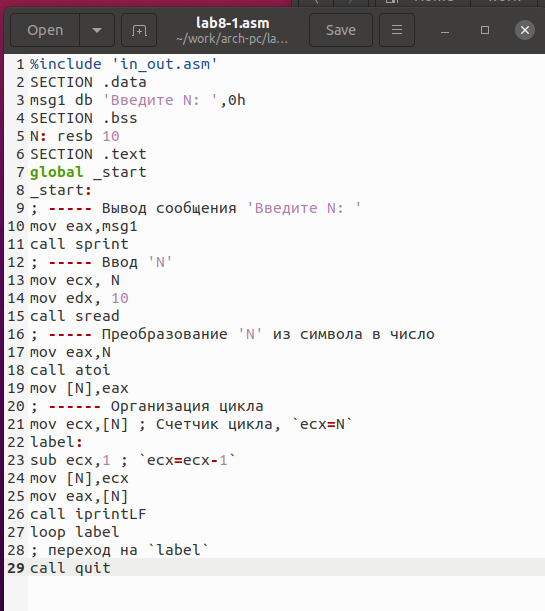 Home work
lab8-1.asm
Open ~/work/arch-pc/la... Save
1 %include 'in_out.asm'
2 SECTION .data
3 msg1 db 'Введите N: ',0h
4 SECTION .bss
5 N: resb 10
6 SECTION .text
7 global _start
8 _start:
9 ; ----- Вывод сообщения 'Введите N: '
10 mov eax,msg1
11 call sprint
12 ; ----- Ввод 'N'
13 mov ecx, N
14 mov edx, 10
15 call sread
16 ; ----- Преобразование 'N' из символа в число
17 mov eax,N
18 call atoi
19 mov [N],eax
20 ; ------ Организация цикла
21 mov ecx,[N] ; Счетчик цикла, `ecx=N`
22 label:
23 sub ecx,1 ; `ecx=ecx-1`
24 mov [N],ecx
25 mov eax,[N]
26 call iprintLF
27 loop label
28 ; переход на `label`
29 call quit